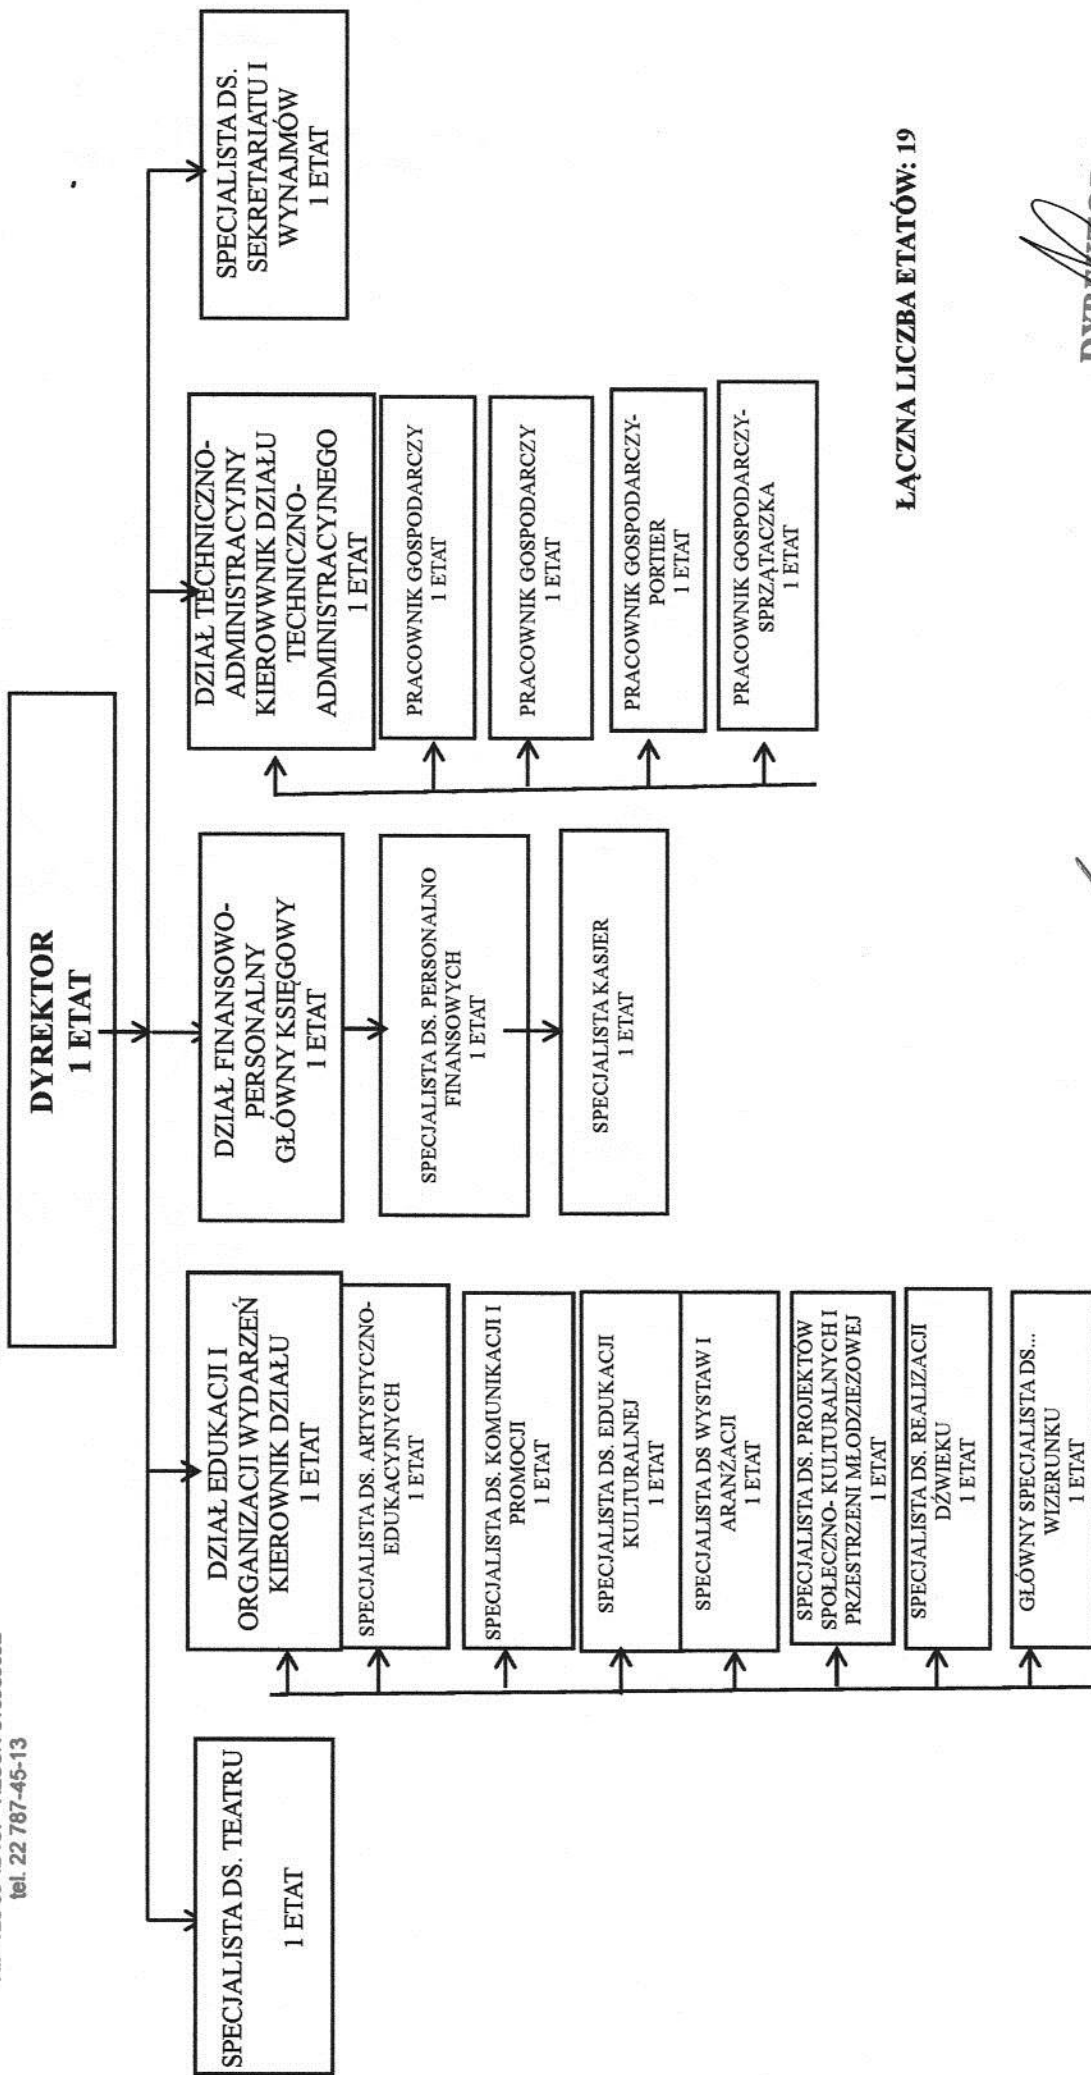 tel. 22 787-45-13
DYREKTOR
1 ETAT
SPECJALISTA DS. TEATRU
1 ETAT
DZIAŁ EDUKACJI I
ORGANIZACJI WYDARZEŃ
KIEROWNIK DZIAŁU
1 ETAT
SPECJALISTA DS. ARTYSTYCZNO-
EDUKACYJNYCH
1 ETAT
SPECJALISTA DS. KOMUNIKACJI I
PROMOCJI
1 ETAT
SPECJALISTA DS. EDUKACJI
KULTURALNEJ
1 ETAT
SPECJALISTA DS WYSTAW I
ARANŻACJI
1 ETAT
SPECJALISTA DS. PROJEKTÓW
SPOŁECZNO- KULTURALNYCH I
PRZESTRZENI MŁODZIEZOWEJ
1 ETAT
SPECJALISTA DS. REALIZACJI
DŹWIEKU
1 ETAT
GŁÓWNY SPECJALISTA DS...
WIZERUNKU
1 ETAT
DZIAŁ FINANSOWO-
PERSONALNY
GŁÓWNY KSIĘGOWY
1 ETAT
SPECJALISTA DS. PERSONALNO
FINANSOWYCH
1 ETAT
SPECJALISTA KASJER
1 ETAT
DZIAŁ TECHNICZNO-
ADMINISTRACYJNY
KIEROWWNIK DZIAŁU
TECHNICZNO-
ADMINISTRACYJNEGO
1 ETAT
PRACOWNIK GOSPODARCZY
1 ETAT
PRACOWNIK GOSPODARCZY
1 ETAT
PRACOWNIK GOSPODARCZY-
PORTIER
1 ETAT
PRACOWNIK GOSPODARCZY-
SPRZĄTACZKA
1 ETAT
SPECJALISTA DS.
SEKRETARIATU I
WYNAJMÓW
1 ETAT
ŁĄCZNA LICZBA ETATÓW: 19
DYREKTOR